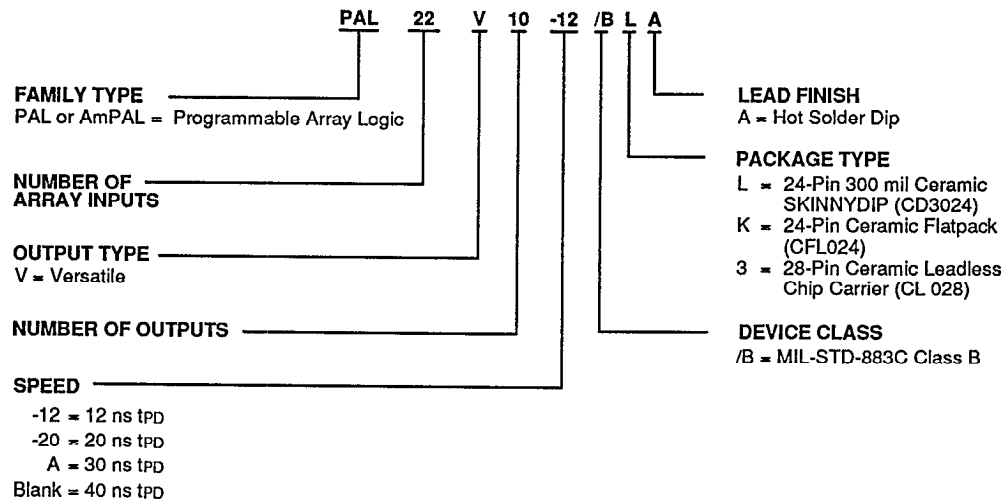 PAL 22 V 10 -12 /B L A
FAMILY TYPE
PAL or AmPAL = Programmable Array Logic
NUMBER OF
ARRAY INPUTS
OUTPUT TYPE
V = Versatile
NUMBER OF OUTPUTS
SPEED
-12 = 12 ns tPD
-20 = 20 ns tPD
A = 30 ns tPD
Blank = 40 ns tPD
LEAD FINISH
A = Hot Solder Dip
PACKAGE TYPE
L = 24-Pin 300 mil Ceramic
SKINNYDIP (CD3024)
K = 24-Pin Ceramic Flatpack
(CFL024)
3 = 28-Pin Ceramic Leadless
Chip Carrier (CL 028)
DEVICE CLASS
/B = MIL-STD-883C Class B